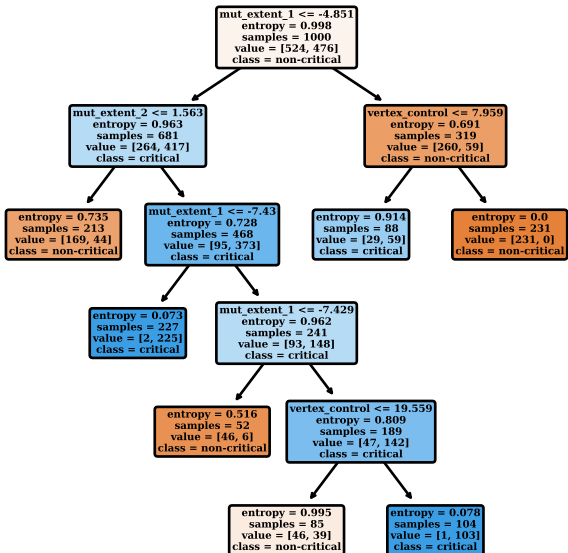 mut_extent_1 <= -4.851
entropy = 0.998
samples = 1000
value = [524, 476]
class = non-critical
mut_extent_2 <= 1.563
entropy = 0.963
samples = 681
value = [264, 417]
class = critical
vertex_control <= 7.959
entropy = 0.691
samples = 319
value = [260, 59]
class = non-critical
entropy = 0.735
samples = 213
value = [169, 44]
class = non-critical
mut_extent_1 <= -7.43
entropy = 0.728
samples = 468
value = [95, 373]
class = critical
entropy = 0.914
samples = 88
value = [29, 59]
class = critical
entropy = 0.0
samples = 231
value = [231, 0]
class = non-critical
entropy = 0.073
samples = 227
value = [2, 225]
class = critical
mut_extent_1 <= -7.429
entropy = 0.962
samples = 241
value = [93, 148]
class = critical
entropy = 0.516
samples = 52
value = [46, 6]
class = non-critical
vertex_control <= 19.559
entropy = 0.809
samples = 189
value = [47, 142]
class = critical
entropy = 0.995
samples = 85
value = [46, 39]
class = non-critical
entropy = 0.078
samples = 104
value = [1, 103]
class = critical